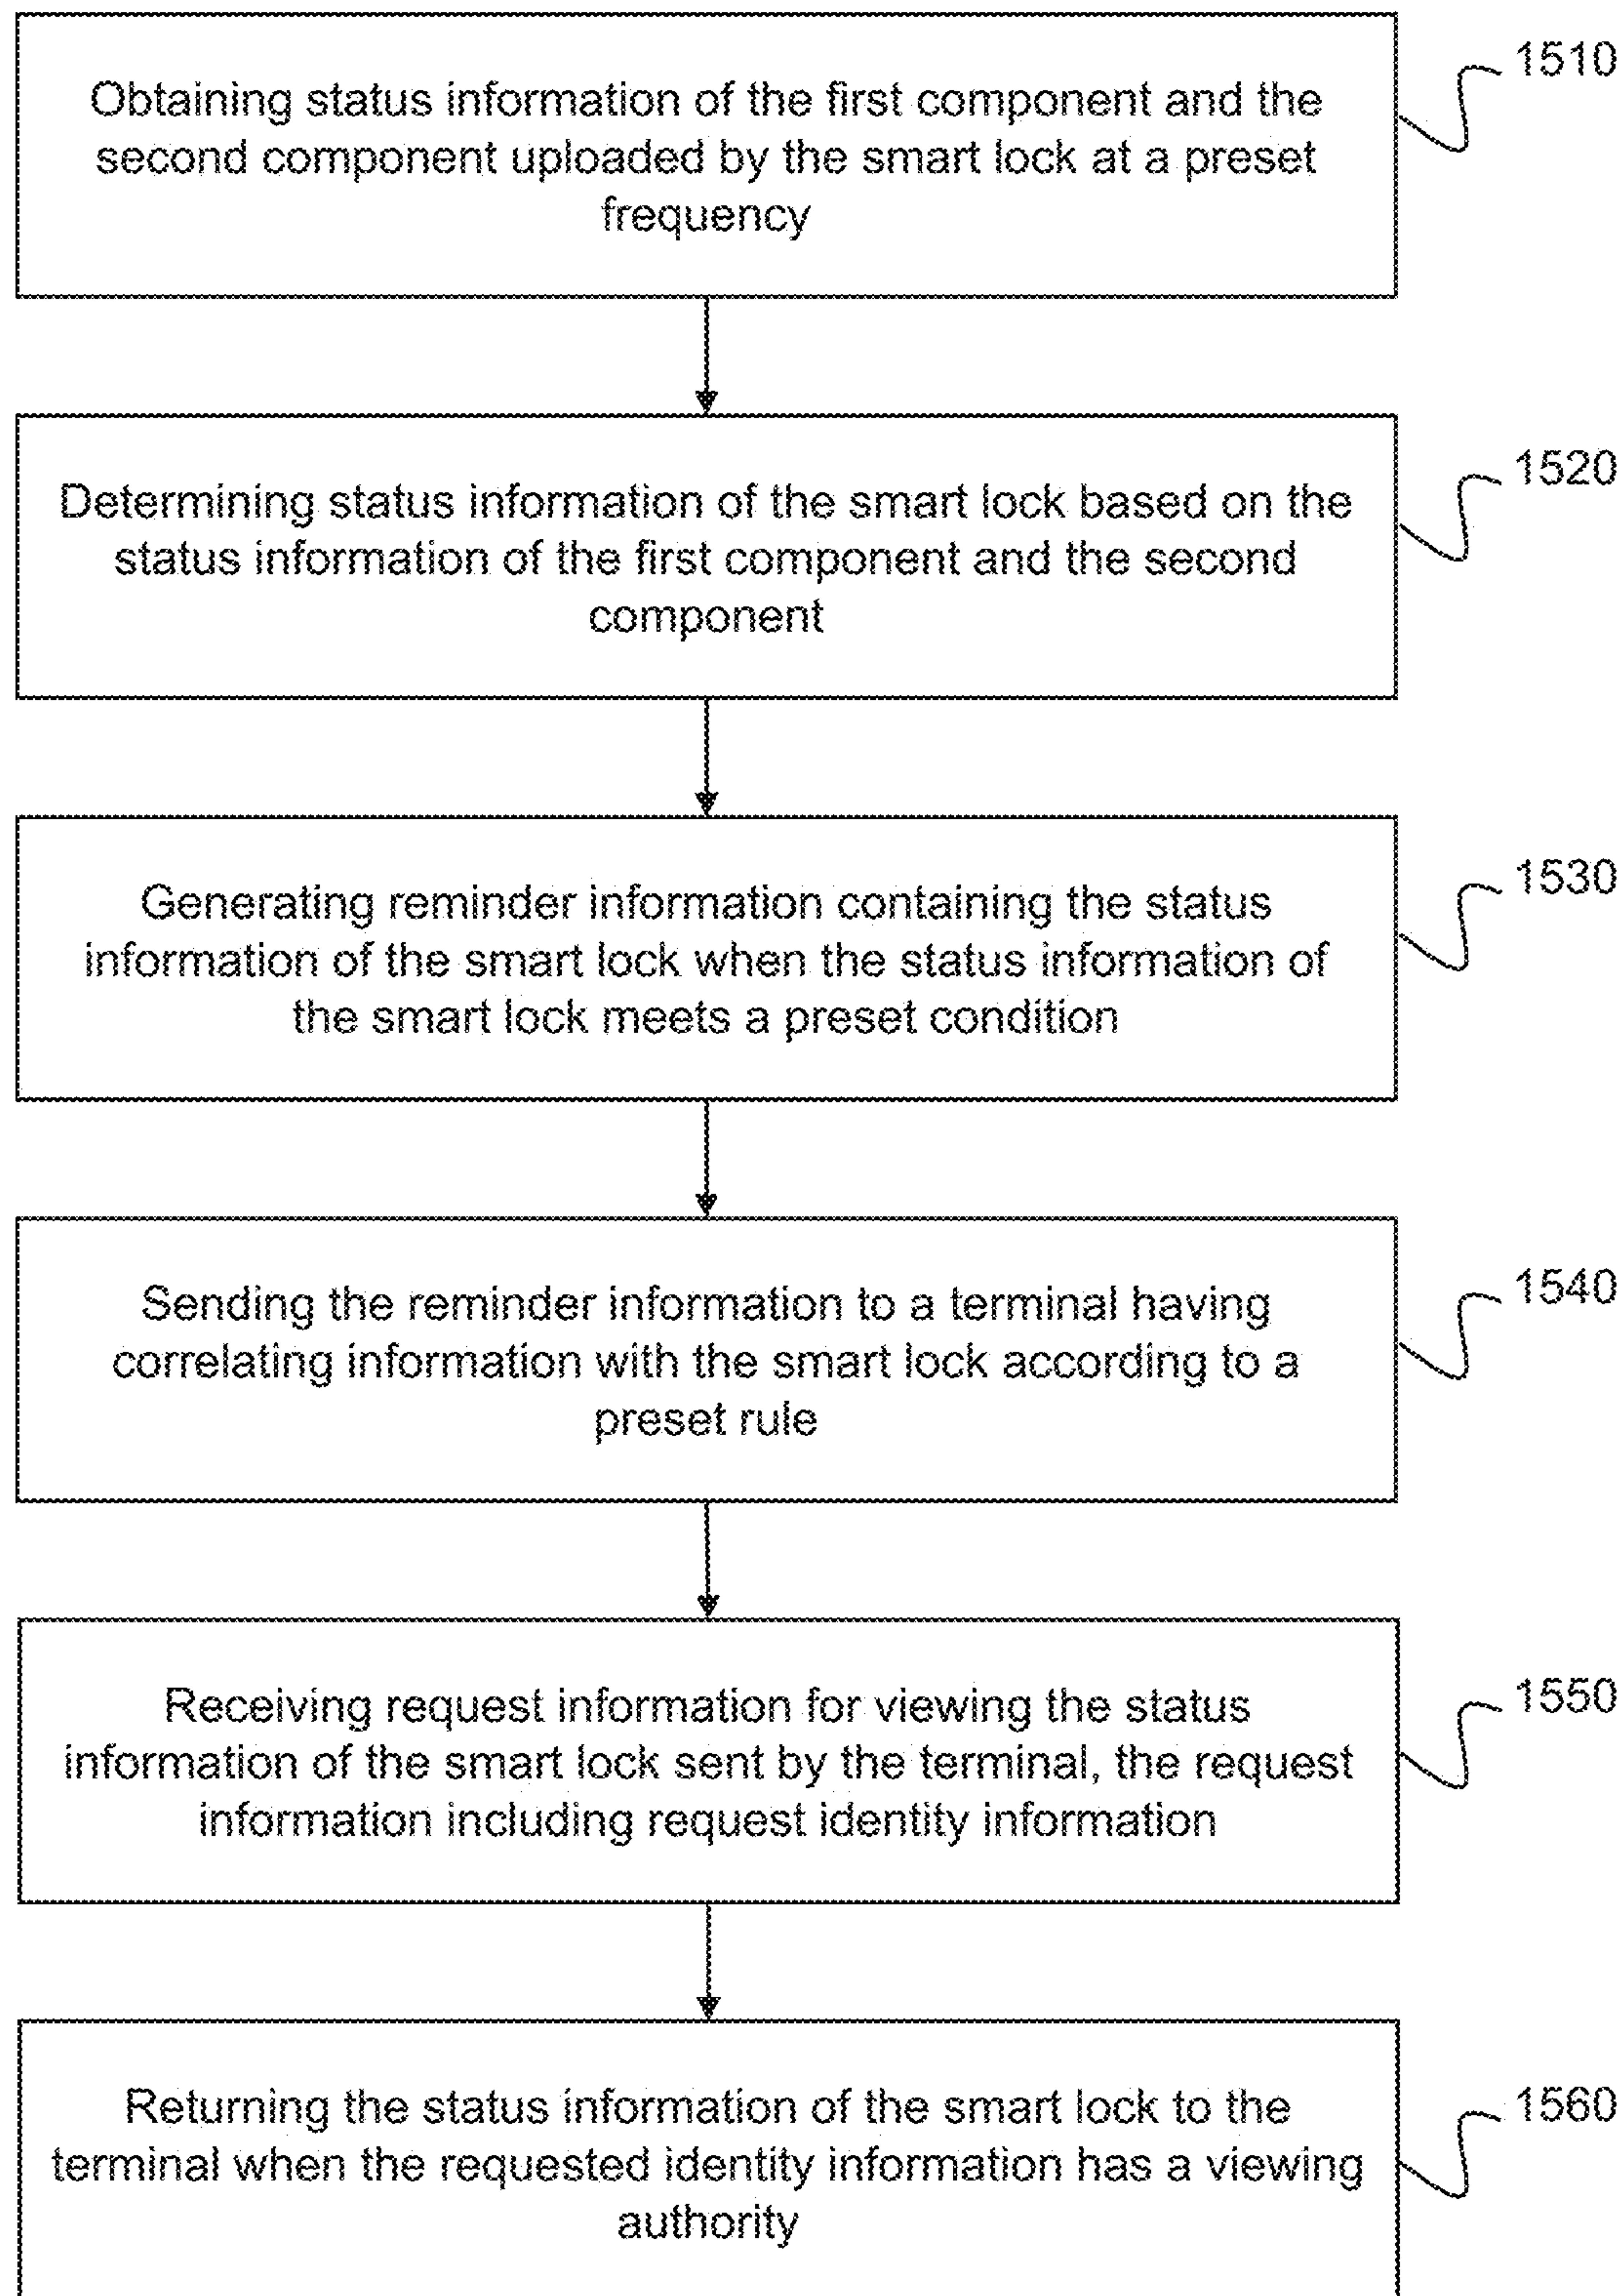 Obtaining status information of the first component and the
second component uploaded by the smart lock at a preset
frequency
1510
Determining status information of the smart lock based on the
status information of the first component and the second
component
1520
Generating reminder information containing the status
information of the smart lock when the status information of
the smart lock meets a preset condition
1530
Sending the reminder information to a terminal having
correlating information with the smart lock according to a
preset rule
1540
Receiving request information for viewing the status
information of the smart lock sent by the terminal, the request
information including request identity information
1550
Returning the status information of the smart lock to the
terminal when the requested identity information has a viewing
authority
1560